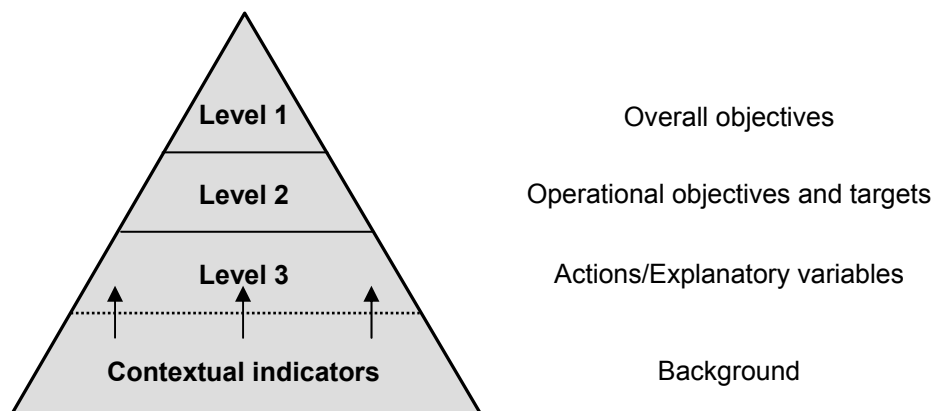 Level 1
Overall objectives
Level 2
Operational objectives and targets
Level 3
Actions/Explanatory variables
Contextual indicators
Background